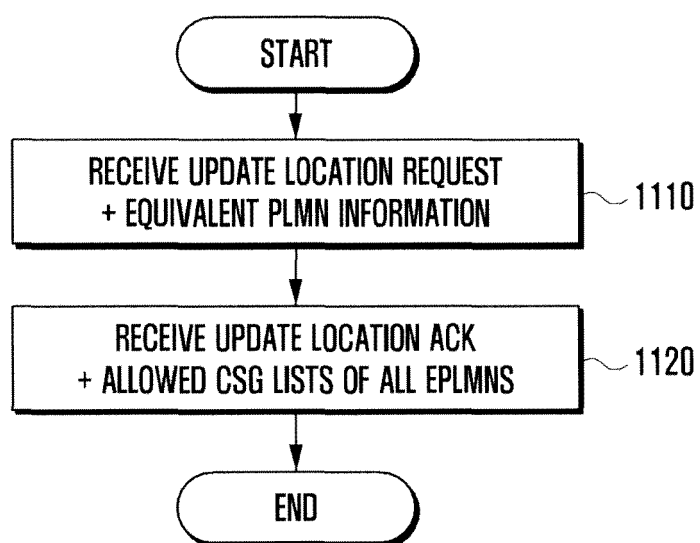 START
RECEIVE UPDATE LOCATION REQUEST
+ EQUIVALENT PLMN INFORMATION
1110
RECEIVE UPDATE LOCATION ACK
+ ALLOWED CSG LISTS OF ALL EPLMNS
1120
END